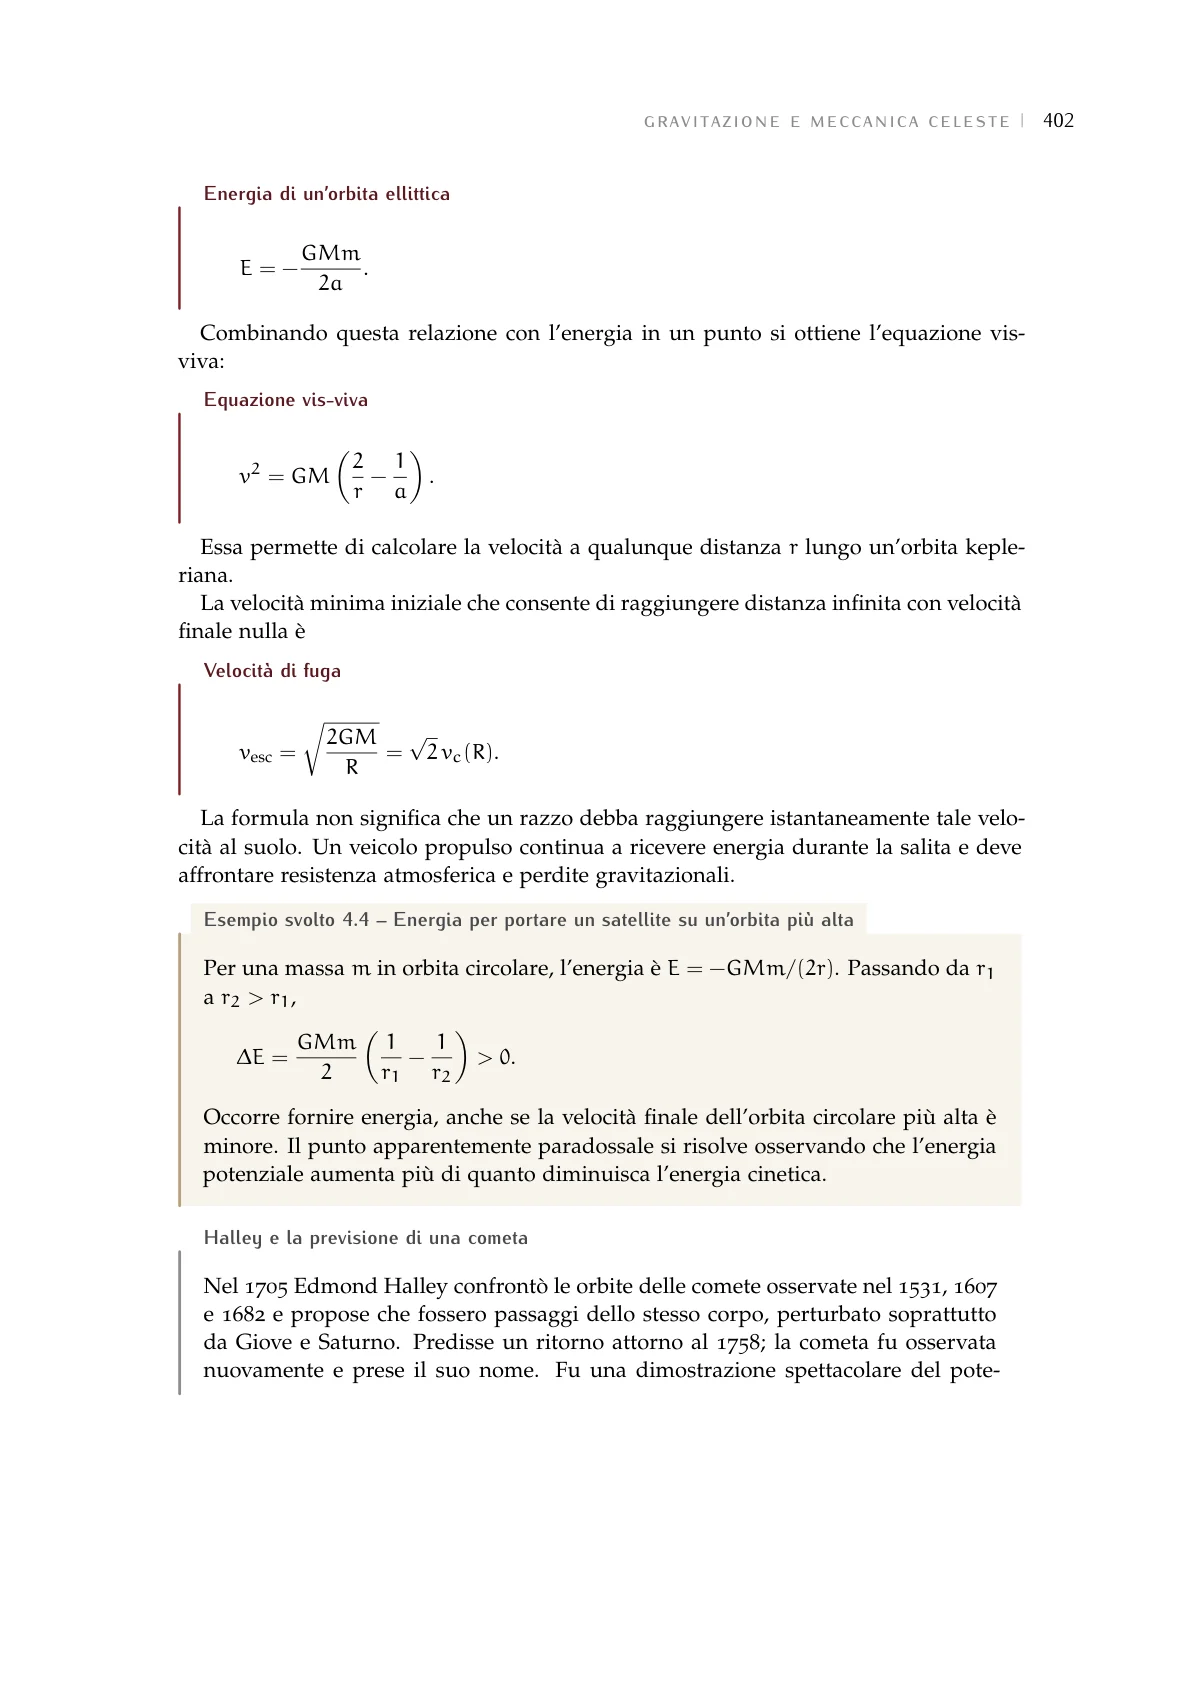 GRAVITAZIONE E MECCANICA CELESTE | 402
Energia di un'orbita ellittica
E = −GMm/2a.
Combinando questa relazione con l'energia in un punto si ottiene l'equazione vis-
viva:
Equazione vis-viva
v² = GM (2/r − 1/a).
Essa permette di calcolare la velocità a qualunque distanza r lungo un'orbita keple-
riana.
La velocità minima iniziale che consente di raggiungere distanza infinita con velocità
finale nulla è
Velocità di fuga
v_esc = √(2GM/R) = √2 v_c(R).
La formula non significa che un razzo debba raggiungere istantaneamente tale velo-
cità al suolo. Un veicolo propulso continua a ricevere energia durante la salita e deve
affrontare resistenza atmosferica e perdite gravitazionali.
Esempio svolto 4.4 – Energia per portare un satellite su un'orbita più alta
Per una massa m in orbita circolare, l'energia è E = −GMm/(2r). Passando da r₁
a r₂ > r₁,
ΔE = GMm/2 (1/r₁ − 1/r₂) > 0.
Occorre fornire energia, anche se la velocità finale dell'orbita circolare più alta è
minore. Il punto apparentemente paradossale si risolve osservando che l'energia
potenziale aumenta più di quanto diminuisca l'energia cinetica.
Halley e la previsione di una cometa
Nel 1705 Edmond Halley confrontò le orbite delle comete osservate nel 1531, 1607
e 1682 e propose che fossero passaggi dello stesso corpo, perturbato soprattutto
da Giove e Saturno. Predisse un ritorno attorno al 1758; la cometa fu osservata
nuovamente e prese il suo nome. Fu una dimostrazione spettacolare del pote-